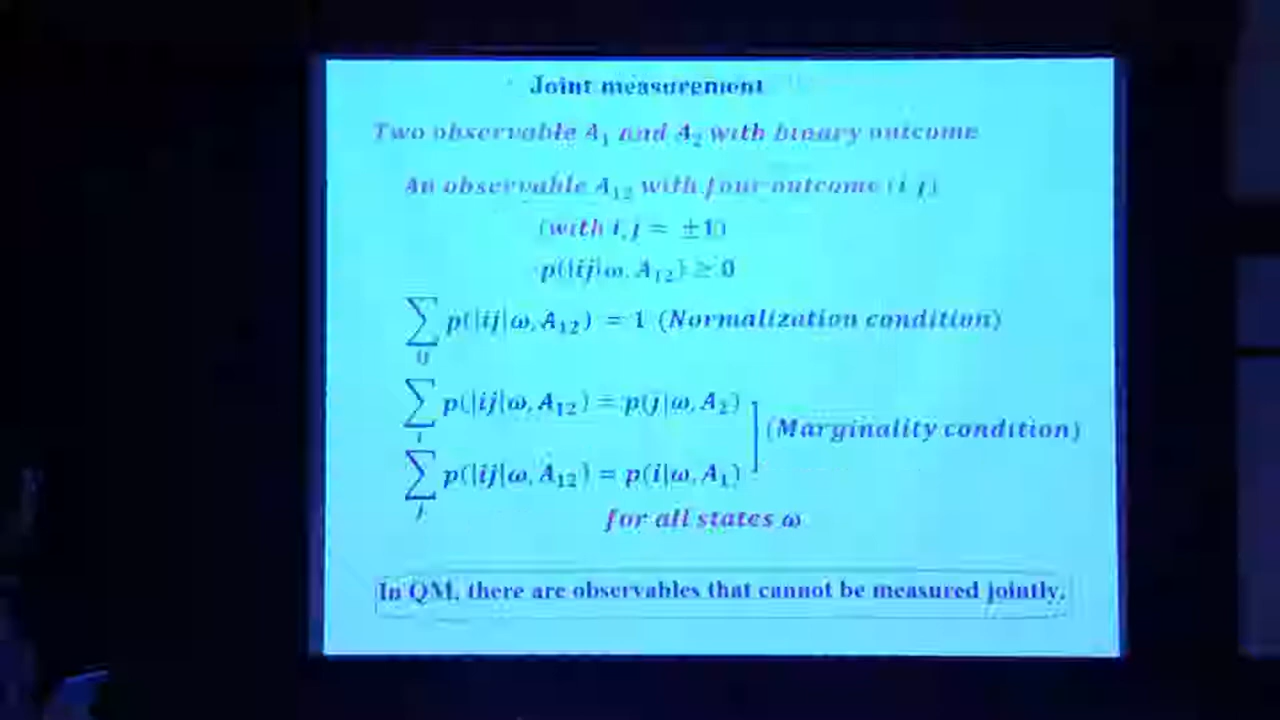 Joint measurement
Two observable A₁ and A₂ with binary outcome
An observable A₁₂ with four outcome (i j)
(with i, j = ±1)
p(|ij|ω, A₁₂) ≥ 0
∑ p(|ij|ω, A₁₂) = 1 (Normalization condition)
ij
∑ p(|ij|ω, A₁₂) = p(j|ω, A₂)
i
(Marginality condition)
∑ p(|ij|ω, A₁₂) = p(i|ω, A₁)
j
for all states ω
In QM, there are observables that cannot be measured jointly.